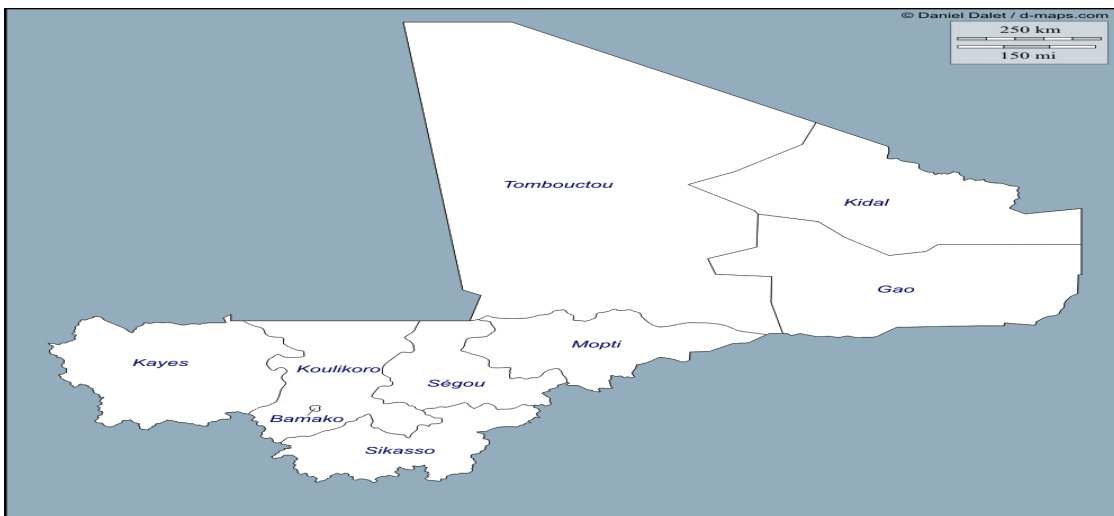 © Daniel Dalet / d-maps.com
250 km
150 mi
Tombouctou
Kidal
Gao
Mopti
Kayes
Koulikoro
Ségou
Bamako
Sikasso